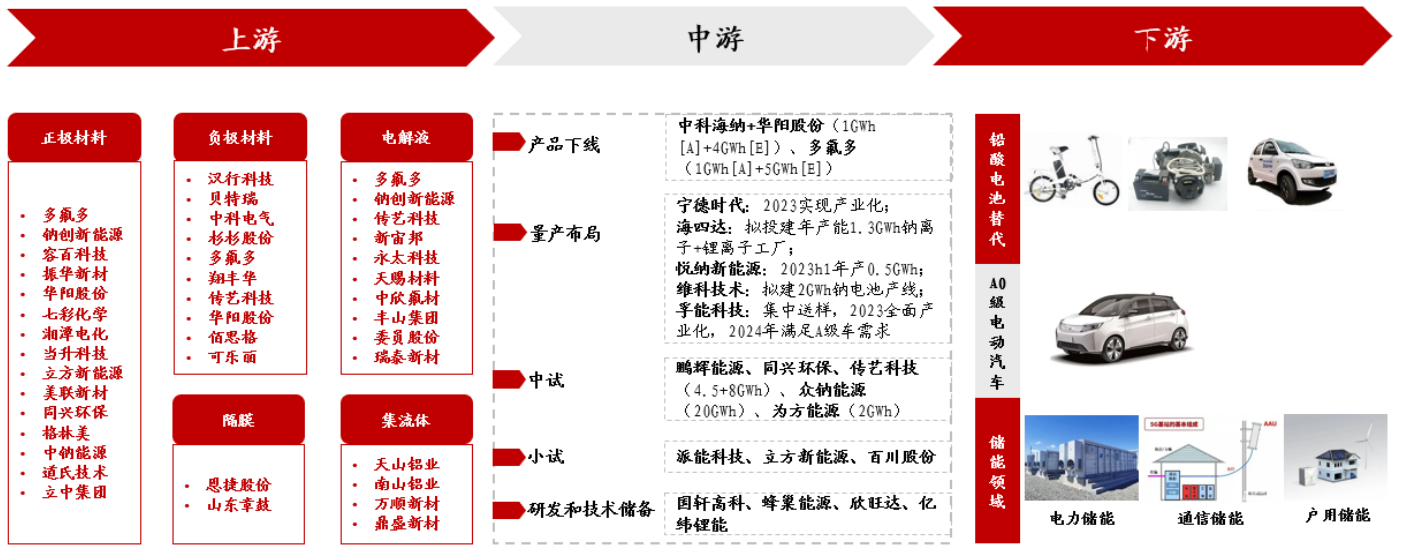 上游
中游
下游
正极材料
多氟多
钠创新能源
容百科技
振华新材
华阳股份
七彩化学
湘潭电化
当升科技
立方新能源
美联新材
同兴环保
格林美
中钠能源
道氏技术
立中集团
负极材料
汉行科技
贝特瑞
中科电气
杉杉股份
多氟多
翔丰华
传艺科技
华阳股份
佰思格
可乐丽
隔膜
恩捷股份
山东章鼓
电解液
多氟多
钠创新能源
传艺科技
新宙邦
永太科技
天赐材料
中欣氟材
丰山集团
委员股份
瑞泰新材
集流体
天山铝业
南山铝业
万顺新材
鼎盛新材
产品下线
中科海纳+华阳股份（1GWh
[A]+4GWh[E]）、多氟多
（1GWh[A]+5GWh[E]）
量产布局
宁德时代：2023实现产业化；
海四达：拟投建年产能1.3GWh钠离
子+锂离子工厂；
悦纳新能源：2023h1年产0.5GWh；
维科技术：拟建2GWh钠电池产线；
孚能科技：集中送样，2023全面产
业化，2024年满足A级车需求
中试
鹏辉能源、同兴环保、传艺科技
（4.5+8GWh）、众钠能源
（20GWh）、为方能源（2GWh）
小试
派能科技、立方新能源、百川股份
研发和技术储备
国轩高科、蜂巢能源、欣旺达、亿
纬锂能
铅酸电池替代
A0级电动汽车
储能领域
5G基站的基本组成
AAU
电力储能
通信储能
户用储能